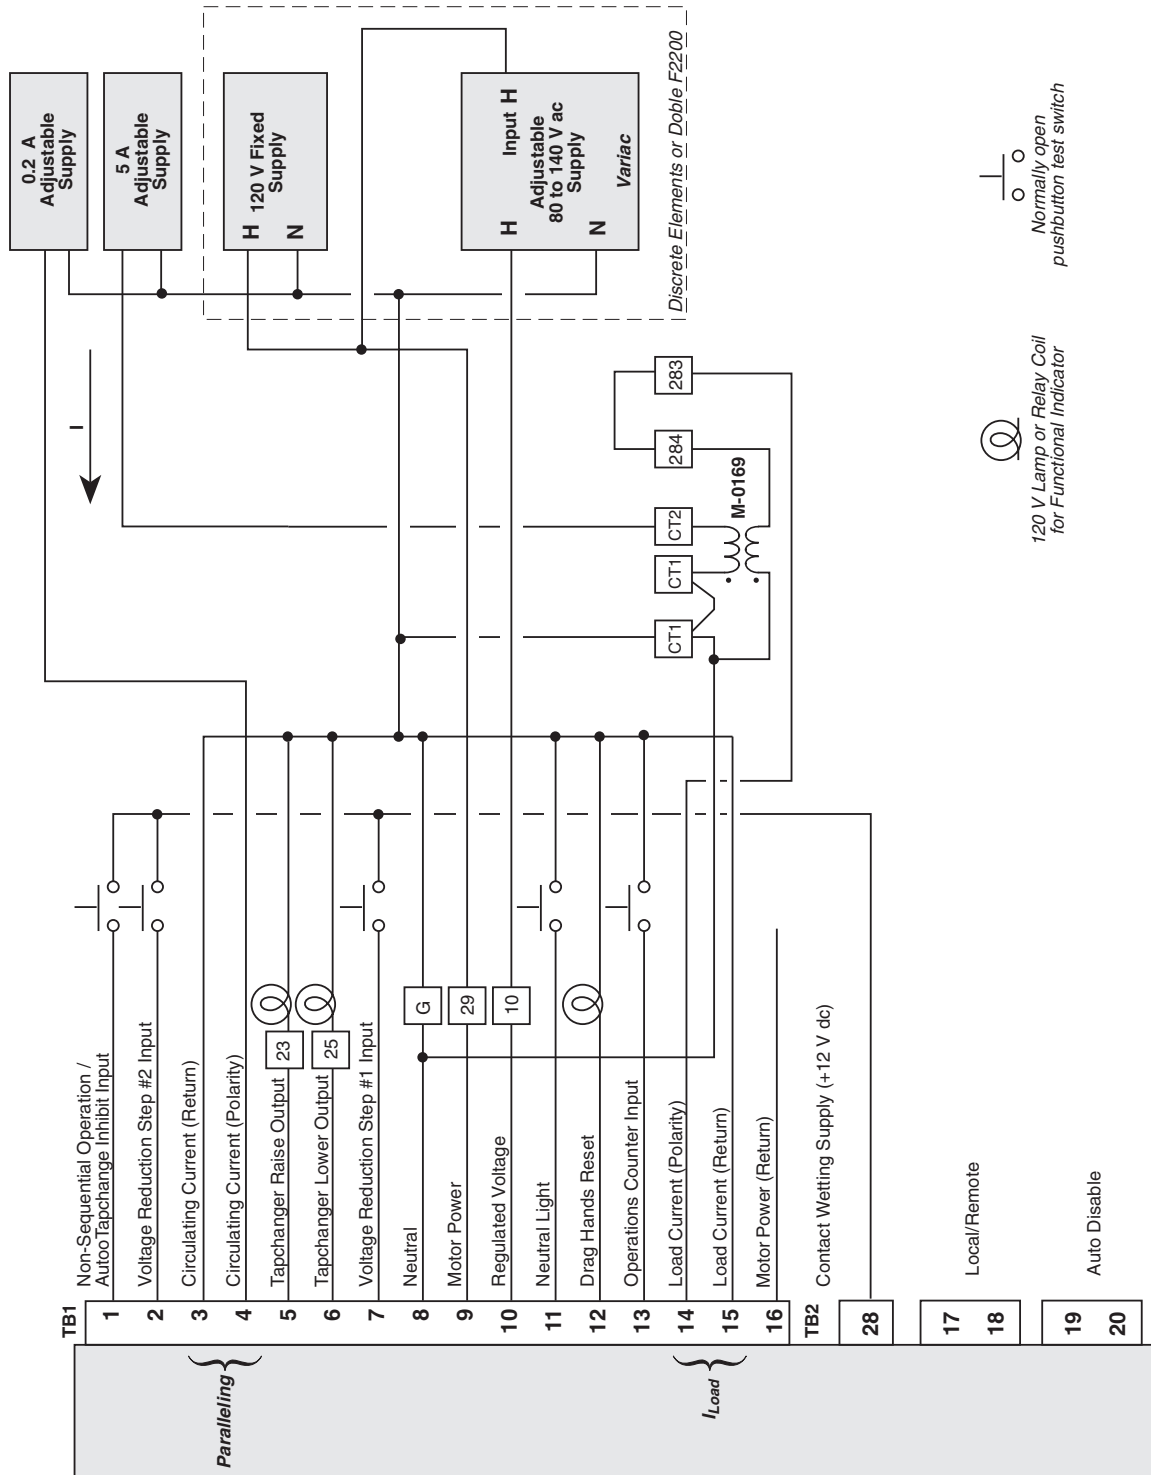 0.2 A
Adjustable
Supply
5 A
Adjustable
Supply
120 V Fixed
Supply
H
N
Input H
Adjustable
80 to 140 V ac
Supply
H
N
Variac
Discrete Elements or Doble F2200
I
283
284
CT2
CT1
CT1
M-0169
Normally open
pushbutton test switch
120 V Lamp or Relay Coil
for Functional Indicator
TB1
1
Non-Sequential Operation /
AutooTapchange Inhibit Input
2
Voltage Reduction Step #2 Input
3
Circulating Current (Return)
4
Circulating Current (Polarity)
5
Tapchanger Raise Output
23
6
Tapchanger Lower Output
25
7
Voltage Reduction Step #1 Input
8
Neutral
G
9
Motor Power
29
10
Regulated Voltage
10
11
Neutral Light
12
Drag Hands Reset
13
Operations Counter Input
14
Load Current (Polarity)
15
Load Current (Return)
16
Motor Power (Return)
Paralleling
ILoad
TB2
28
Contact Wetting Supply (+12 V dc)
17
18
Local/Remote
19
20
Auto Disable